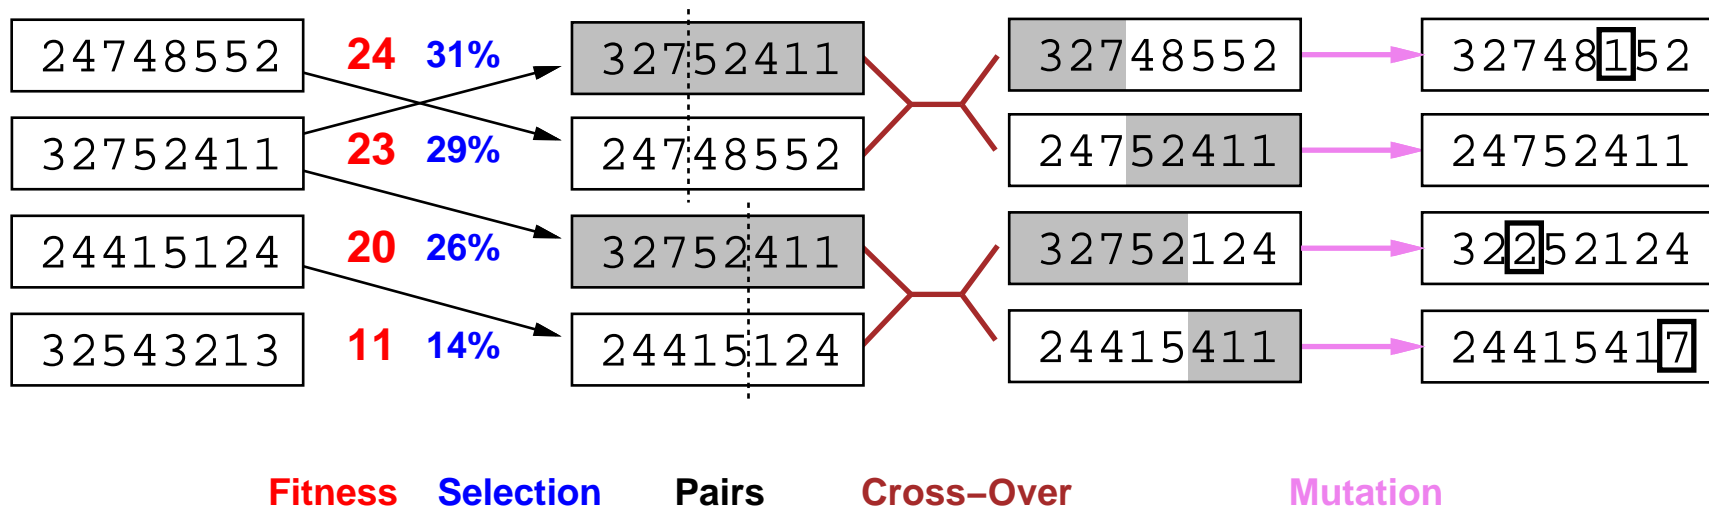 24748552 24 31% 32752411 32748552 32748152
32752411 23 29% 24748552 24752411 24752411
24415124 20 26% 32752411 32752124 32252124
32543213 11 14% 24415124 24415411 24415417
Fitness Selection Pairs Cross–Over Mutation